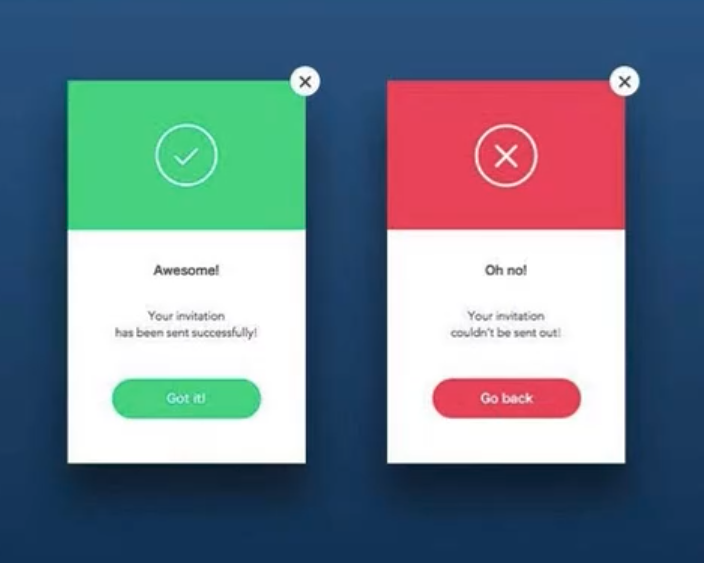 Awesome!
Your invitation
has been sent successfully!
Got it!
Oh no!
Your invitation
couldn't be sent out!
Go back